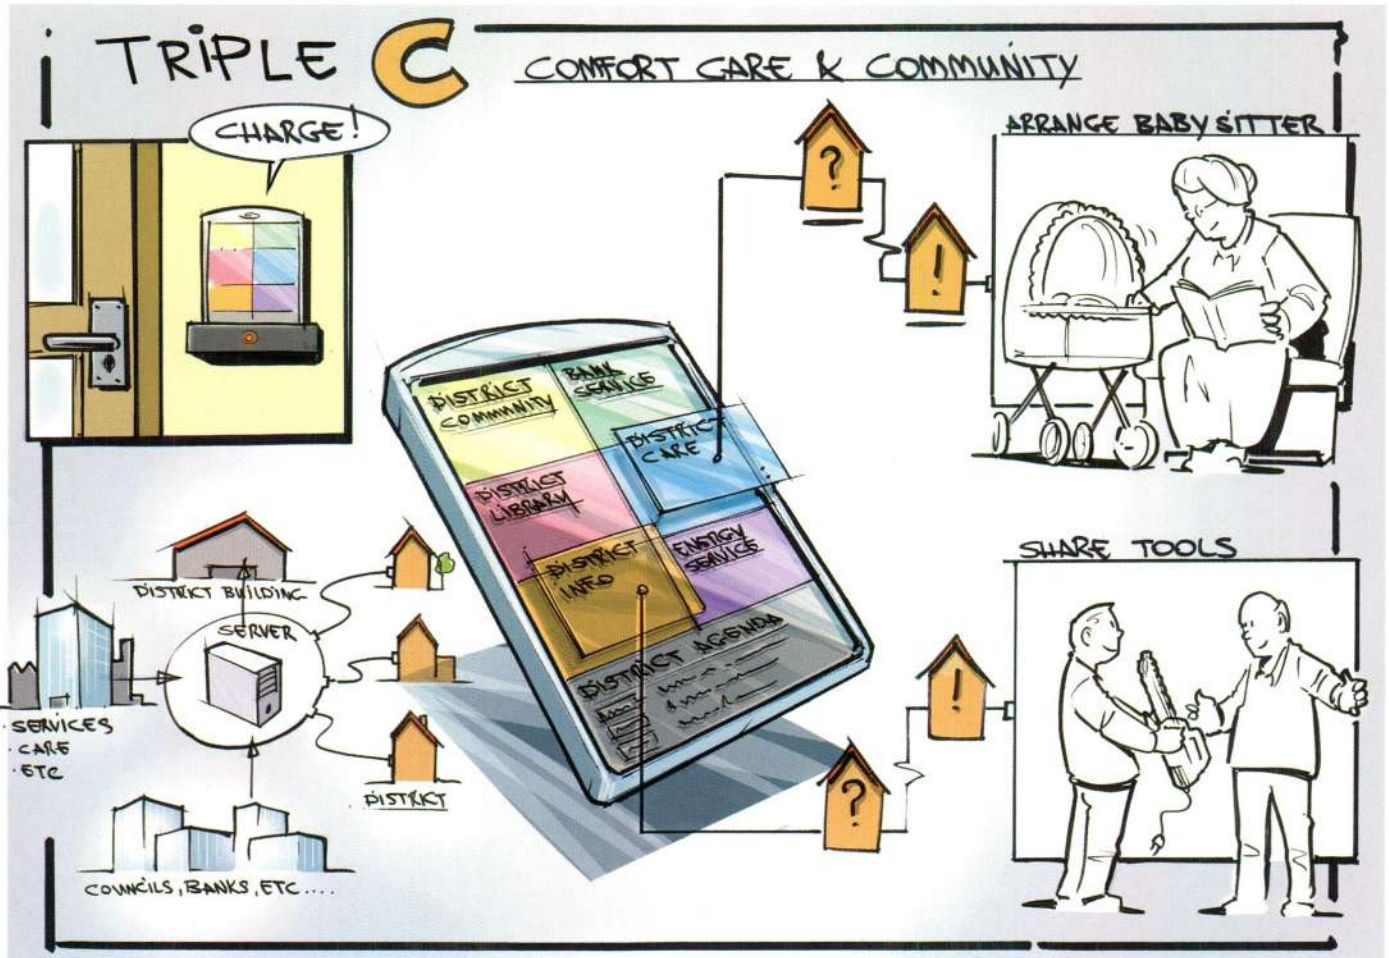 TRIPLE C
COMFORT CARE & COMMUNITY
CHARGE!
ARRANGE BABY SITTER
?
!
DISTRICT
COMMUNITY
BANK
SERVICE
DISTRICT
CARE
DISTRICT
LIBRARY
DISTRICT
INFO
ENERGY
SERVICE
DISTRICT AGENDA
DISTRICT BUILDING
SERVER
· SERVICES
· CARE
· ETC
DISTRICT
COUNCILS, BANKS, ETC....
SHARE TOOLS
!
?